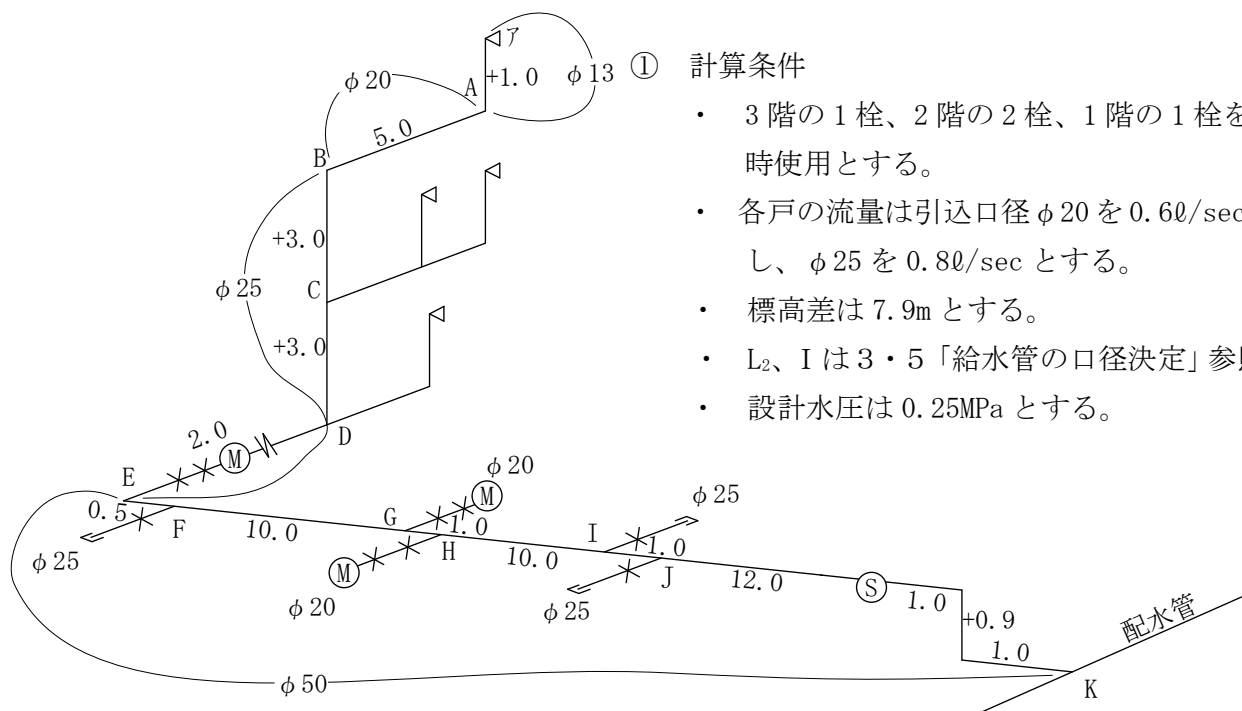 ア
A
+1.0
φ13
φ20
5.0
B
+3.0
φ25
C
+3.0
D
2.0
M
E
0.5
F
φ25
10.0
G
1.0
H
M
φ20
M
φ20
10.0
I
1.0
J
φ25
φ25
12.0
S
1.0
+0.9
1.0
配水管
K
φ50
① 計算条件
・ 3階の1栓、2階の2栓、1階の1栓を
時使用とする。
・ 各戸の流量は引込口径φ20を0.6ℓ/sec
し、φ25を0.8ℓ/secとする。
・ 標高差は7.9mとする。
・ L₂、Iは3・5「給水管の口径決定」参
・ 設計水圧は0.25MPaとする。